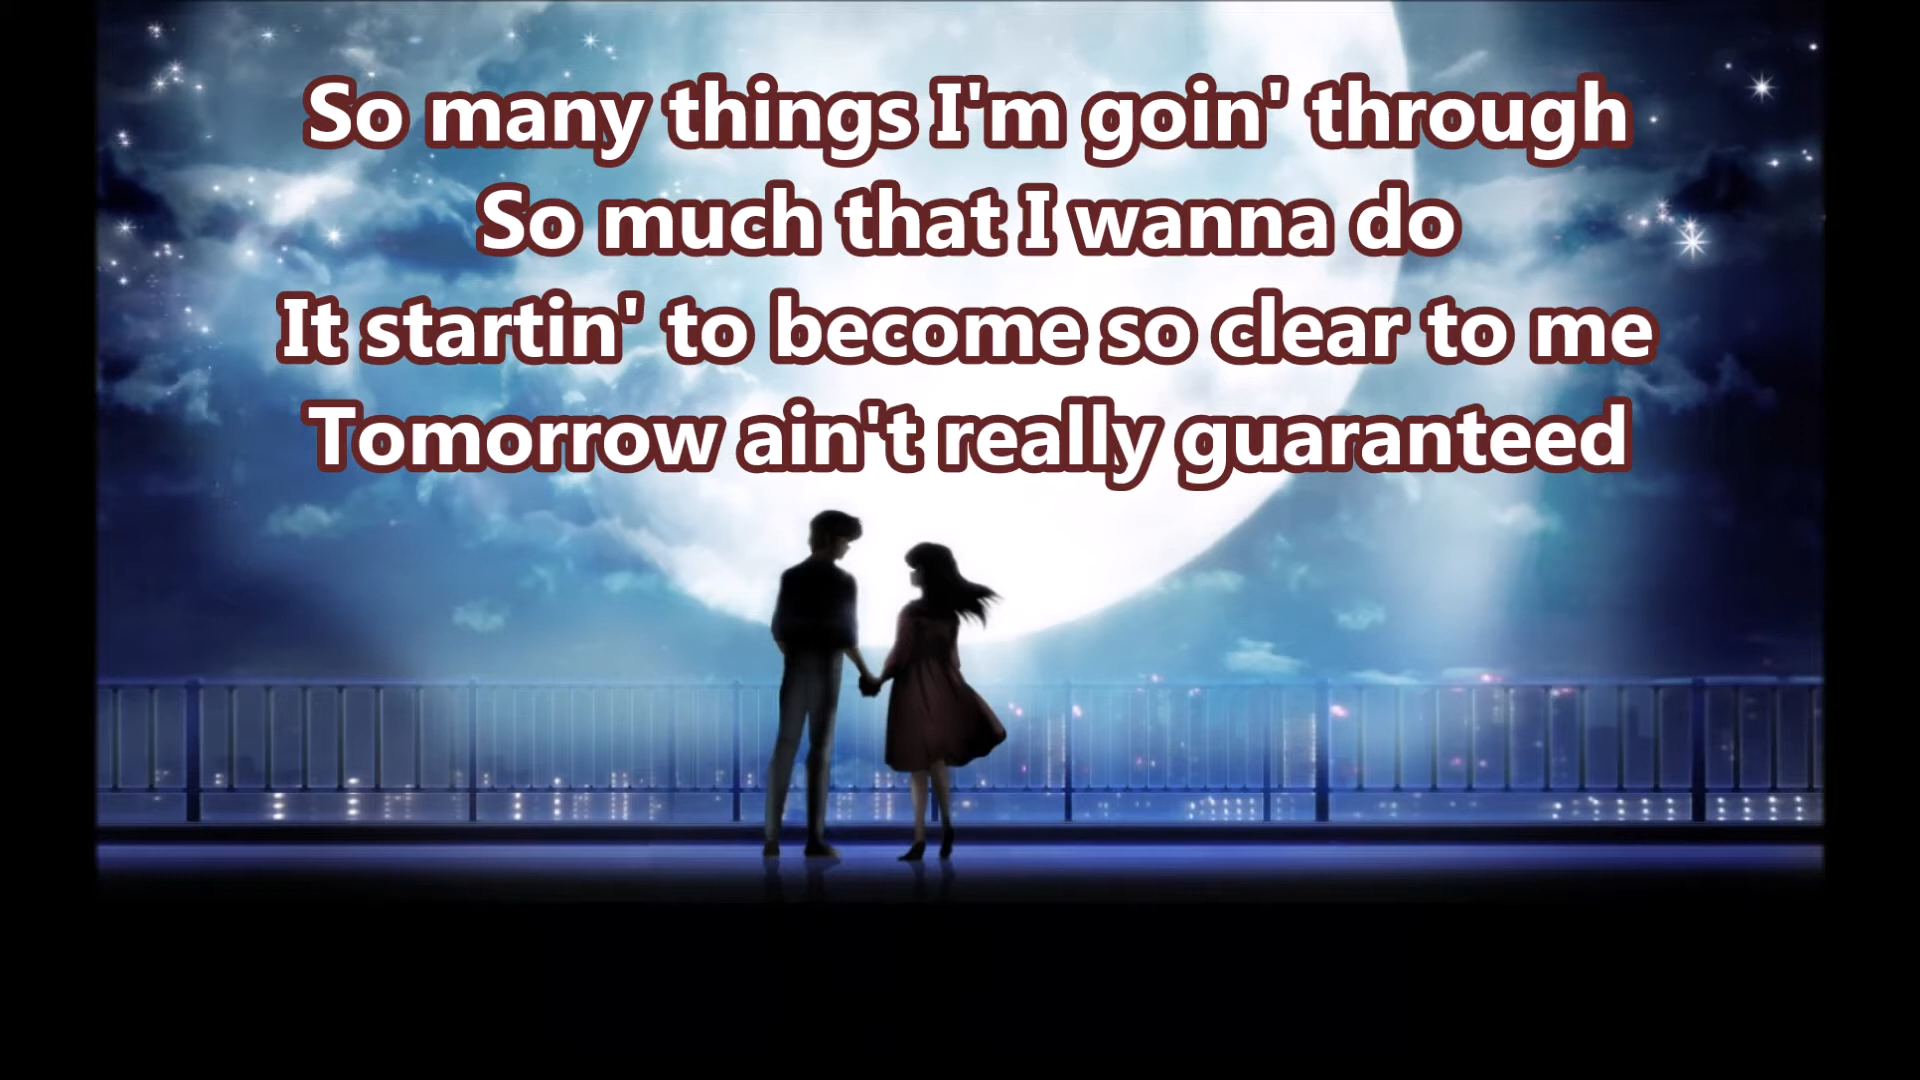 So many things I'm goin' through
So much that I wanna do
It startin' to become so clear to me
Tomorrow ain't really guaranteed